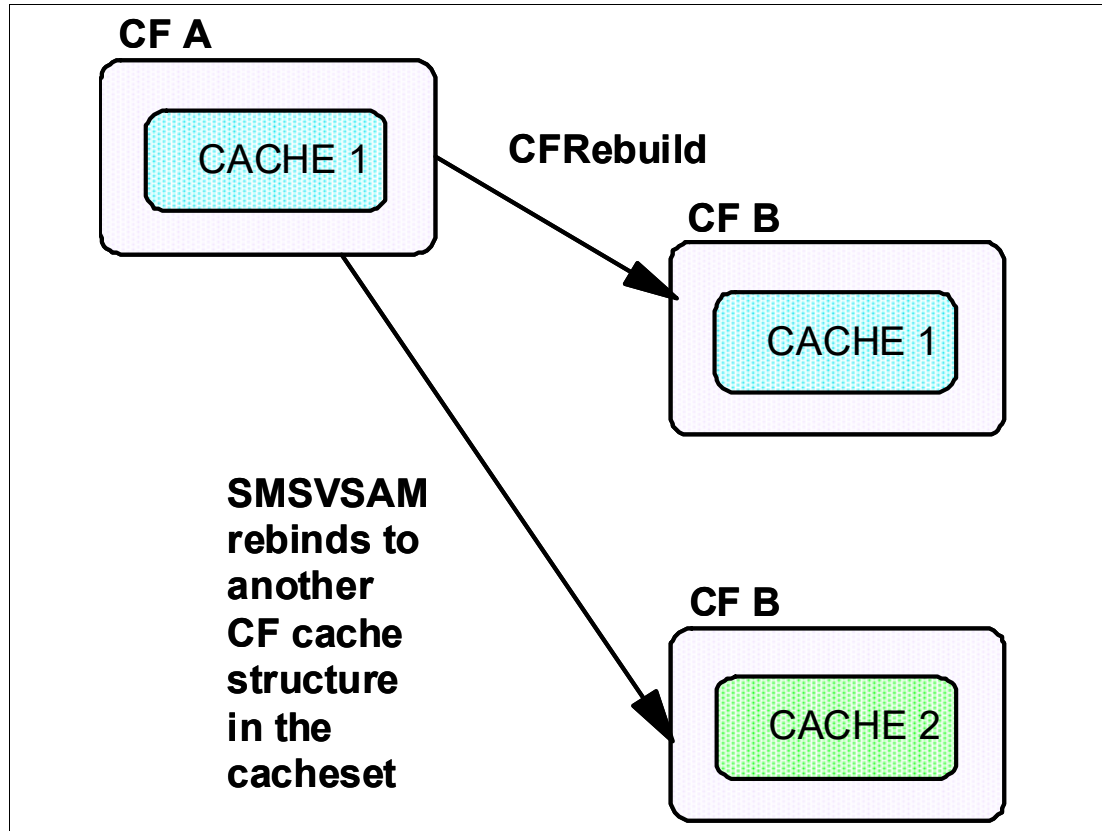 CF A
CACHE 1
CFRebuild
CF B
CACHE 1
SMSVSAM
rebinds to
another
CF cache
structure
in the
cacheset
CF B
CACHE 2